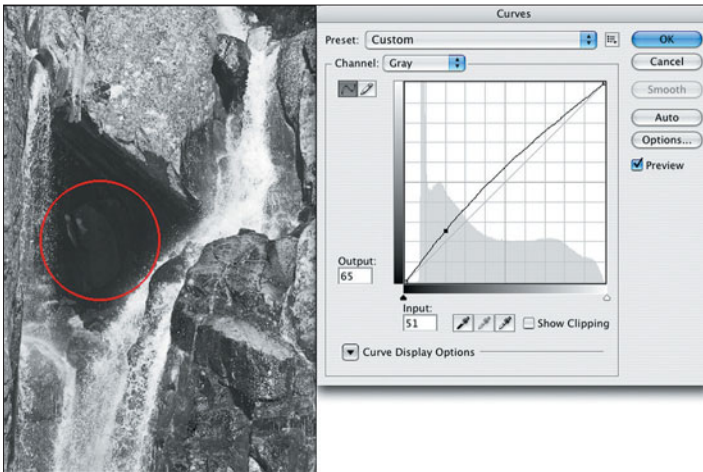 Curves
Preset: Custom
OK
Channel: Gray
Cancel
Smooth
Auto
Options...
Preview
Output:
65
Input:
51
Show Clipping
Curve Display Options